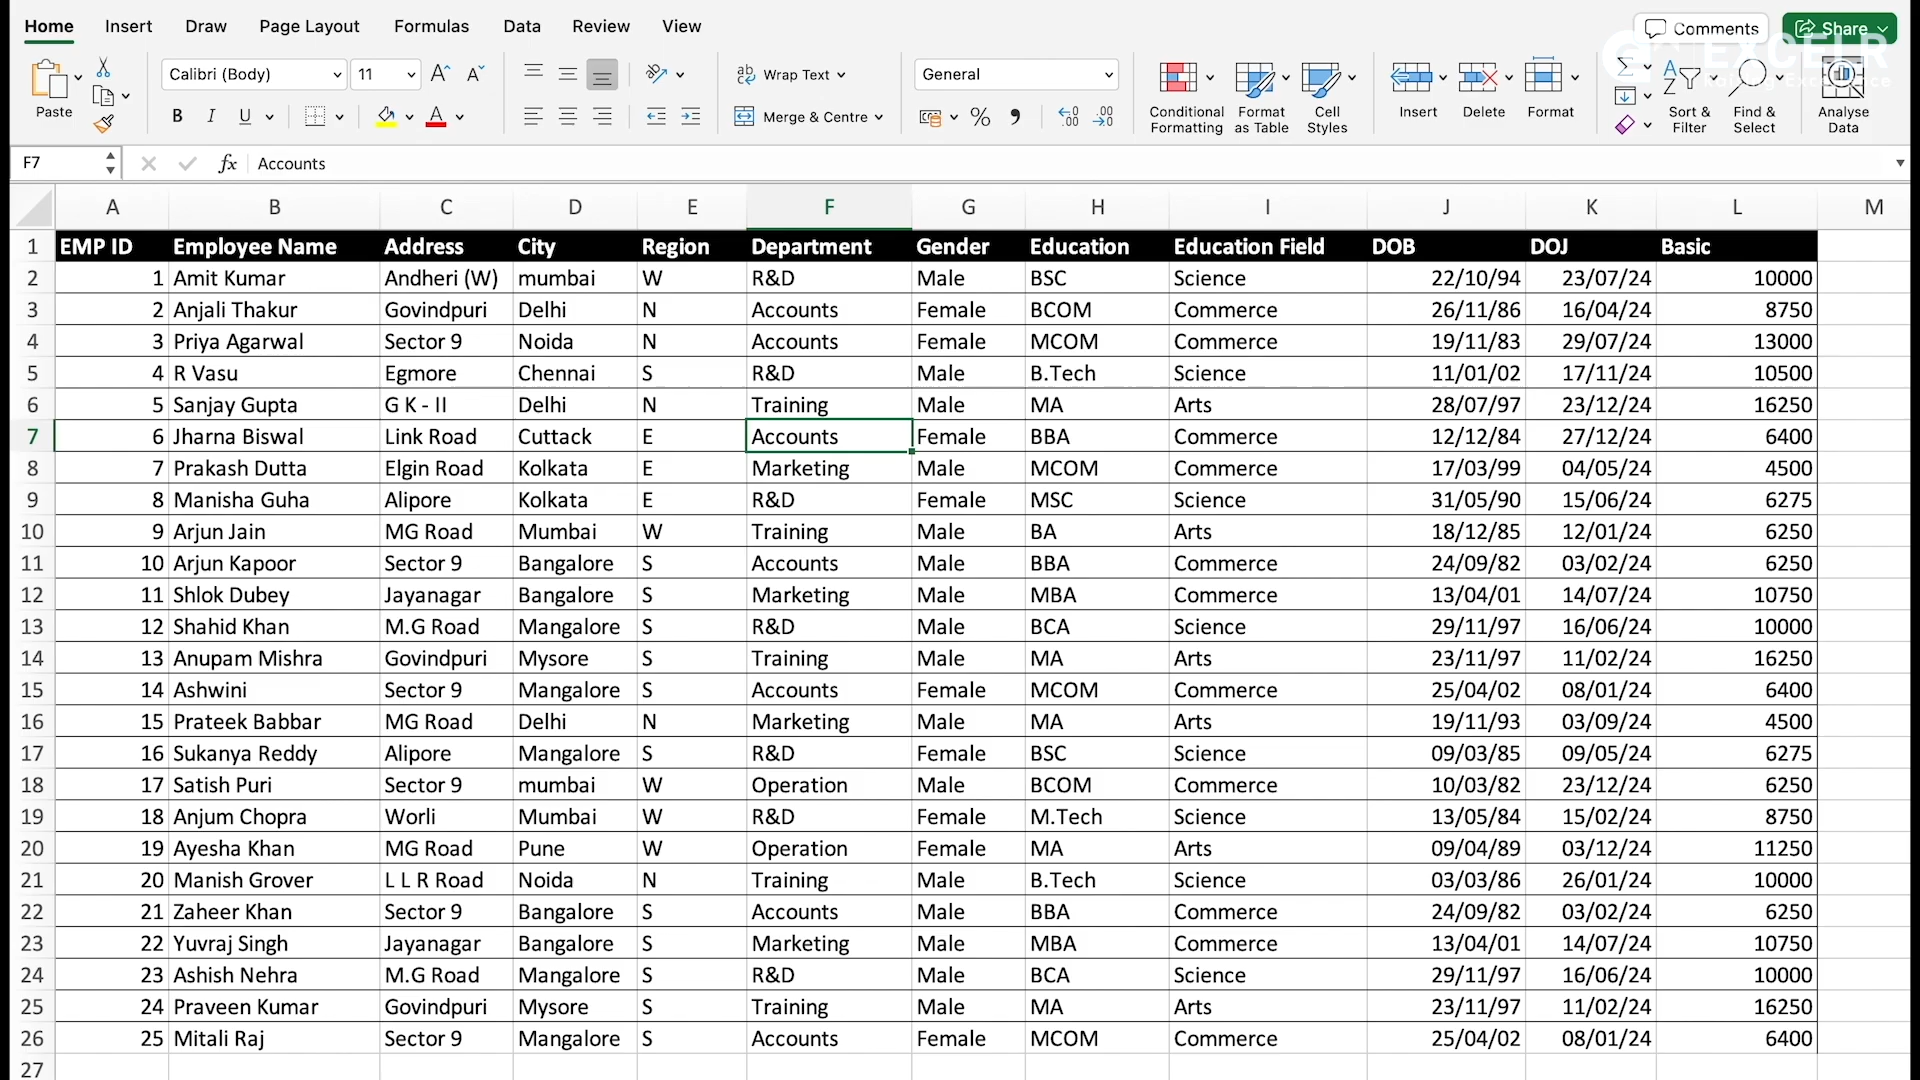 Home Insert Draw Page Layout Formulas Data Review View Comments Share
EXCELR
Paste Calibri (Body) 11 Wrap Text General
B I U Merge & Centre % Conditional Formatting Format as Table Cell Styles Insert Delete Format Sort & Filter Find & Select Analyse Data
F7 fx Accounts
A B C D E F G H I J K L M
1 EMP ID Employee Name Address City Region Department Gender Education Education Field DOB DOJ Basic
2 1 Amit Kumar Andheri (W) mumbai W R&D Male BSC Science 22/10/94 23/07/24 10000
3 2 Anjali Thakur Govindpuri Delhi N Accounts Female BCOM Commerce 26/11/86 16/04/24 8750
4 3 Priya Agarwal Sector 9 Noida N Accounts Female MCOM Commerce 19/11/83 29/07/24 13000
5 4 R Vasu Egmore Chennai S R&D Male B.Tech Science 11/01/02 17/11/24 10500
6 5 Sanjay Gupta G K - II Delhi N Training Male MA Arts 28/07/97 23/12/24 16250
7 6 Jharna Biswal Link Road Cuttack E Accounts Female BBA Commerce 12/12/84 27/12/24 6400
8 7 Prakash Dutta Elgin Road Kolkata E Marketing Male MCOM Commerce 17/03/99 04/05/24 4500
9 8 Manisha Guha Alipore Kolkata E R&D Female MSC Science 31/05/90 15/06/24 6275
10 9 Arjun Jain MG Road Mumbai W Training Male BA Arts 18/12/85 12/01/24 6250
11 10 Arjun Kapoor Sector 9 Bangalore S Accounts Male BBA Commerce 24/09/82 03/02/24 6250
12 11 Shlok Dubey Jayanagar Bangalore S Marketing Male MBA Commerce 13/04/01 14/07/24 10750
13 12 Shahid Khan M.G Road Mangalore S R&D Male BCA Science 29/11/97 16/06/24 10000
14 13 Anupam Mishra Govindpuri Mysore S Training Male MA Arts 23/11/97 11/02/24 16250
15 14 Ashwini Sector 9 Mangalore S Accounts Female MCOM Commerce 25/04/02 08/01/24 6400
16 15 Prateek Babbar MG Road Delhi N Marketing Male MA Arts 19/11/93 03/09/24 4500
17 16 Sukanya Reddy Alipore Mangalore S R&D Female BSC Science 09/03/85 09/05/24 6275
18 17 Satish Puri Sector 9 mumbai W Operation Male BCOM Commerce 10/03/82 23/12/24 6250
19 18 Anjum Chopra Worli Mumbai W R&D Female M.Tech Science 13/05/84 15/02/24 8750
20 19 Ayesha Khan MG Road Pune W Operation Female MA Arts 09/04/89 03/12/24 11250
21 20 Manish Grover L L R Road Noida N Training Male B.Tech Science 03/03/86 26/01/24 10000
22 21 Zaheer Khan Sector 9 Bangalore S Accounts Male BBA Commerce 24/09/82 03/02/24 6250
23 22 Yuvraj Singh Jayanagar Bangalore S Marketing Male MBA Commerce 13/04/01 14/07/24 10750
24 23 Ashish Nehra M.G Road Mangalore S R&D Male BCA Science 29/11/97 16/06/24 10000
25 24 Praveen Kumar Govindpuri Mysore S Training Male MA Arts 23/11/97 11/02/24 16250
26 25 Mitali Raj Sector 9 Mangalore S Accounts Female MCOM Commerce 25/04/02 08/01/24 6400
27